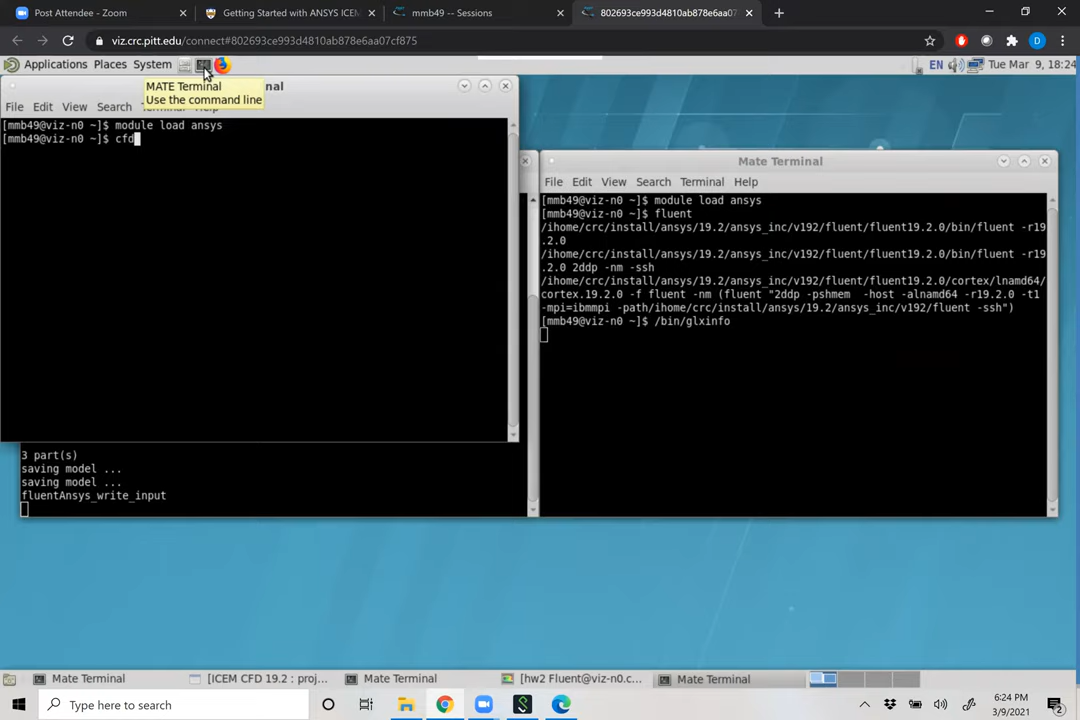 Post Attendee - Zoom
Getting Started with ANSYS ICEM
mmb49 -- Sessions
802693ce993d4810ab878e6aa07
viz.crc.pitt.edu/connect#802693ce993d4810ab878e6aa07cf875
D
Applications Places System
EN
Tue Mar 9, 18:24
MATE Terminal
Use the command line
nal
File Edit View Search Help
[mmb49@viz-n0 ~]$ module load ansys
[mmb49@viz-n0 ~]$ cfd
3 part(s)
saving model ...
saving model ...
fluentAnsys_write_input
Mate Terminal
File Edit View Search Terminal Help
[mmb49@viz-n0 ~]$ module load ansys
[mmb49@viz-n0 ~]$ fluent
/ihome/crc/install/ansys/19.2/ansys_inc/v192/fluent/fluent19.2.0/bin/fluent -r19
.2.0
/ihome/crc/install/ansys/19.2/ansys_inc/v192/fluent/fluent19.2.0/bin/fluent -r19
.2.0 2ddp -nm -ssh
/ihome/crc/install/ansys/19.2/ansys_inc/v192/fluent/fluent19.2.0/cortex/lnamd64/
cortex.19.2.0 -f fluent -nm (fluent "2ddp -pshmem  -host -alnamd64 -r19.2.0 -t1
-mpi=ibmmpi -path/ihome/crc/install/ansys/19.2/ansys_inc/v192/fluent -ssh")
[mmb49@viz-n0 ~]$ /bin/glxinfo
Mate Terminal
[ICEM CFD 19.2 : proj...
Mate Terminal
[hw2 Fluent@viz-n0.c...
Mate Terminal
Type here to search
6:24 PM
3/9/2021
2